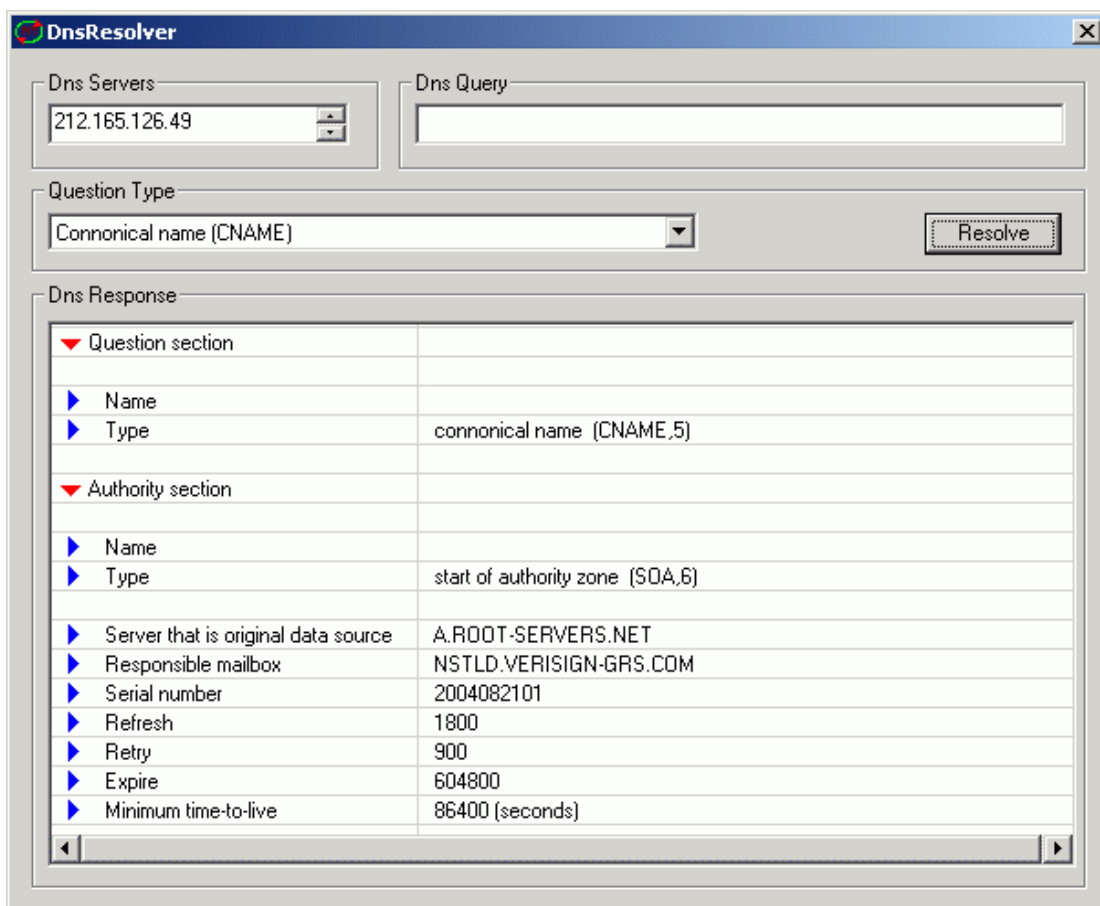 DnsResolver
Dns Servers
Dns Query
212.165.126.49
Question Type
Connonical name (CNAME)
Resolve
Dns Response
Question section
Name
Type connonical name (CNAME,5)
Authority section
Name
Type start of authority zone (SOA,6)
Server that is original data source A.ROOT-SERVERS.NET
Responsible mailbox NSTLD.VERISIGN-GRS.COM
Serial number 2004082101
Refresh 1800
Retry 900
Expire 604800
Minimum time-to-live 86400 (seconds)